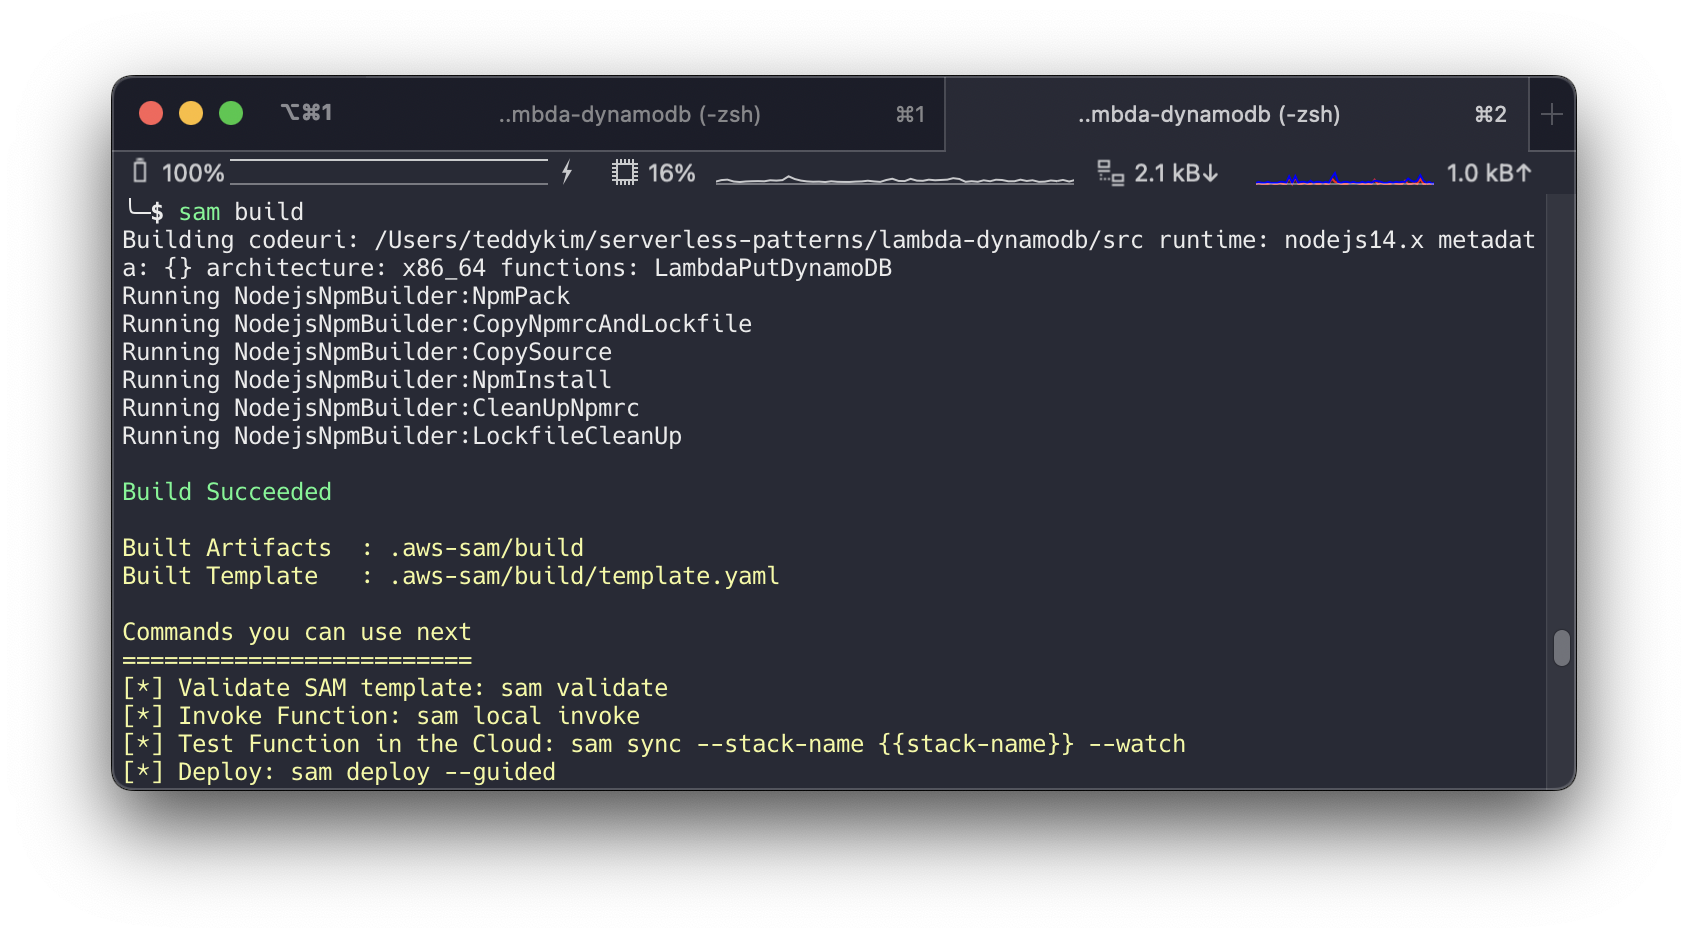 ⌥⌘1 ..mbda-dynamodb (-zsh) ⌘1 ..mbda-dynamodb (-zsh) ⌘2 +
100% 16% 2.1 kB↓ 1.0 kB↑
╰─$ sam build
Building codeuri: /Users/teddykim/serverless-patterns/lambda-dynamodb/src runtime: nodejs14.x metadat
a: {} architecture: x86_64 functions: LambdaPutDynamoDB
Running NodejsNpmBuilder:NpmPack
Running NodejsNpmBuilder:CopyNpmrcAndLockfile
Running NodejsNpmBuilder:CopySource
Running NodejsNpmBuilder:NpmInstall
Running NodejsNpmBuilder:CleanUpNpmrc
Running NodejsNpmBuilder:LockfileCleanUp
Build Succeeded
Built Artifacts  : .aws-sam/build
Built Template   : .aws-sam/build/template.yaml
Commands you can use next
=========================
[*] Validate SAM template: sam validate
[*] Invoke Function: sam local invoke
[*] Test Function in the Cloud: sam sync --stack-name {{stack-name}} --watch
[*] Deploy: sam deploy --guided